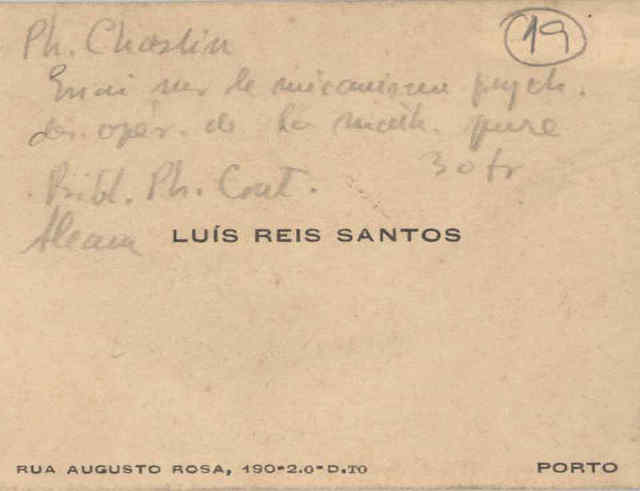 19
Ph. Chaslin
Essai sur le mécanisme psych.
des opér. de la math. pure
30 fr
Bibl. Ph. Cont.
Alcan
LUÍS REIS SANTOS
RUA AUGUSTO ROSA, 190-2.o-D.TO
PORTO